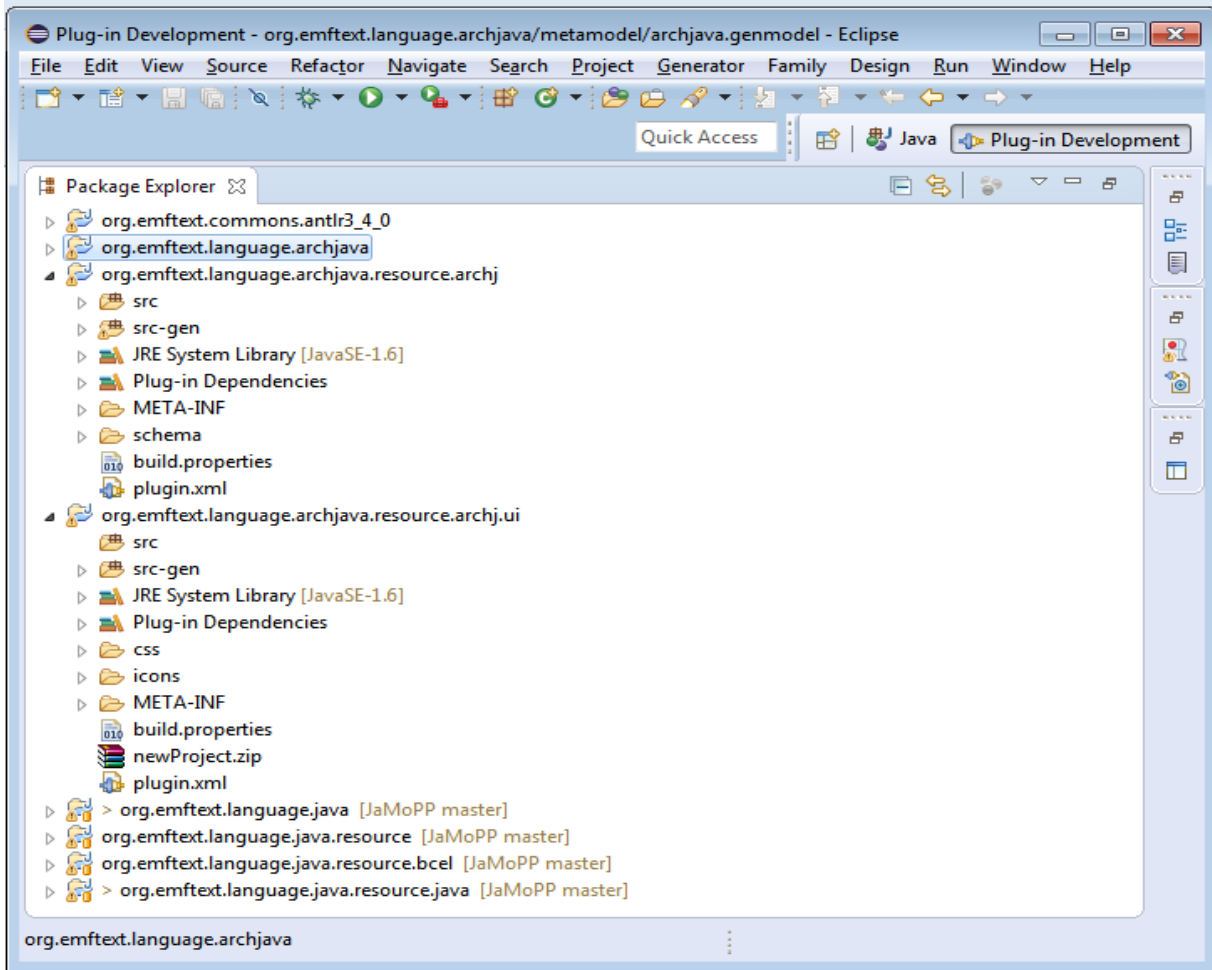 Plug-in Development - org.emftext.language.archjava/metamodel/archjava.genmodel - Eclipse
File Edit View Source Refactor Navigate Search Project Generator Family Design Run Window Help
Quick Access Java Plug-in Development
Package Explorer
org.emftext.commons.antlr3_4_0
org.emftext.language.archjava
org.emftext.language.archjava.resource.archj
src
src-gen
JRE System Library [JavaSE-1.6]
Plug-in Dependencies
META-INF
schema
build.properties
plugin.xml
org.emftext.language.archjava.resource.archj.ui
src
src-gen
JRE System Library [JavaSE-1.6]
Plug-in Dependencies
css
icons
META-INF
build.properties
newProject.zip
plugin.xml
> org.emftext.language.java [JaMoPP master]
org.emftext.language.java.resource [JaMoPP master]
org.emftext.language.java.resource.bcel [JaMoPP master]
> org.emftext.language.java.resource.java [JaMoPP master]
org.emftext.language.archjava